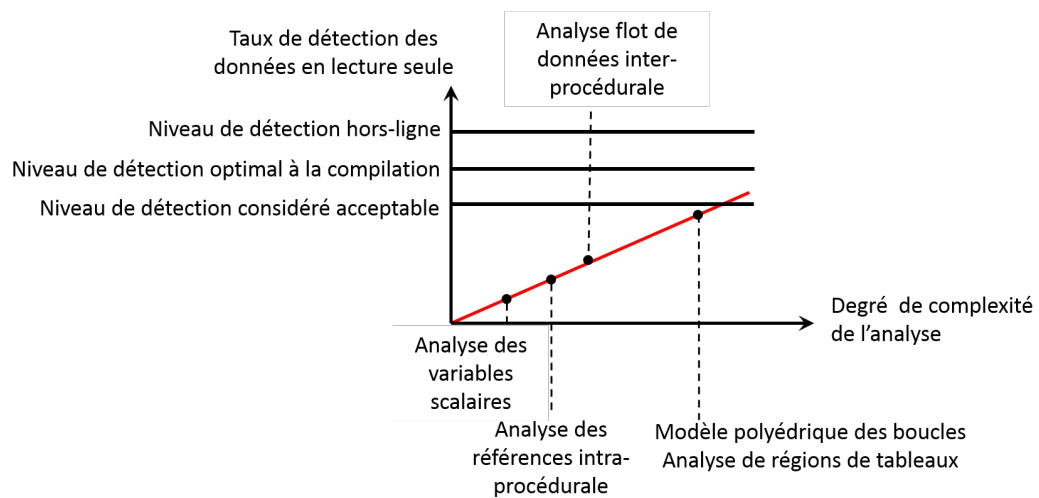 Analyse flot de
données inter-
procédurale
Taux de détection des
données en lecture seule
Niveau de détection hors-ligne
Niveau de détection optimal à la compilation
Niveau de détection considéré acceptable
Degré de complexité
de l'analyse
Analyse des
variables
scalaires
Analyse des
références intra-
procédurale
Modèle polyédrique des boucles
Analyse de régions de tableaux